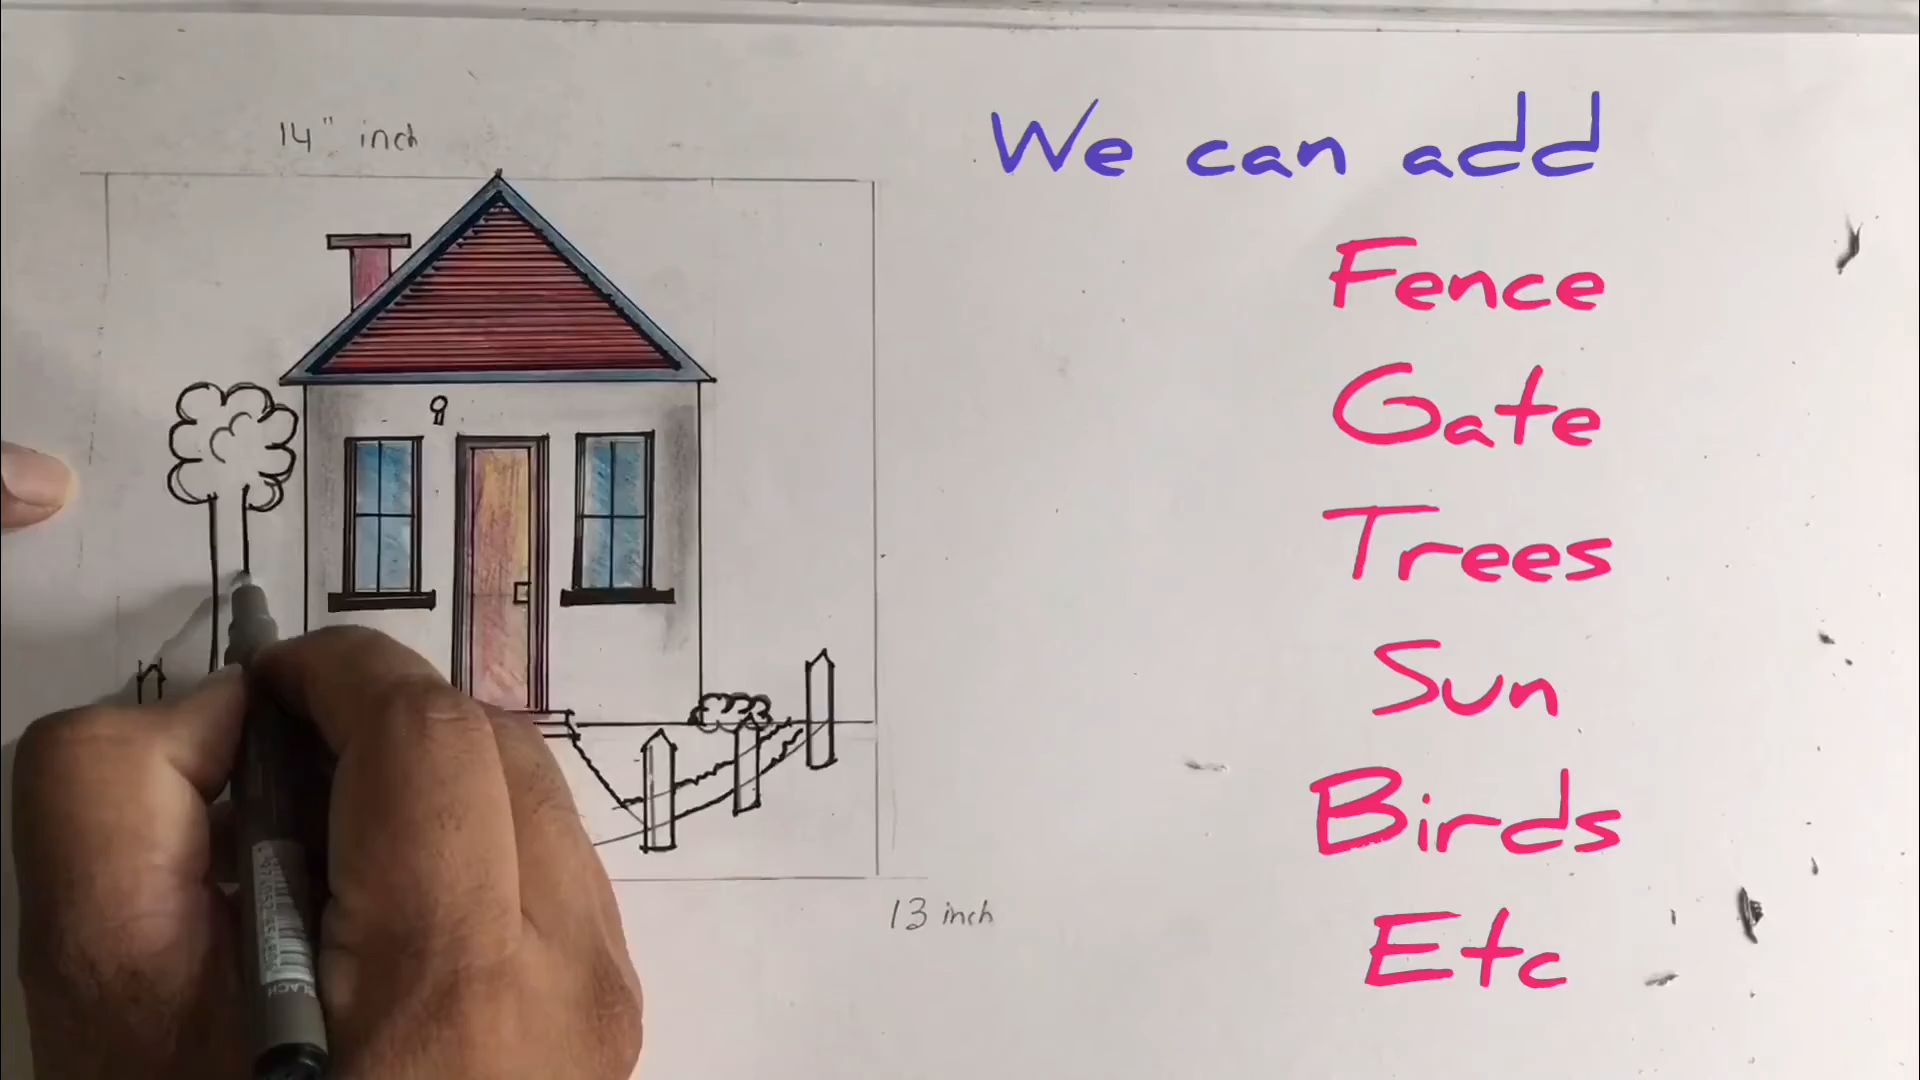 14" inch
We can add
Fence
Gate
Trees
Sun
Birds
Etc
13 inch